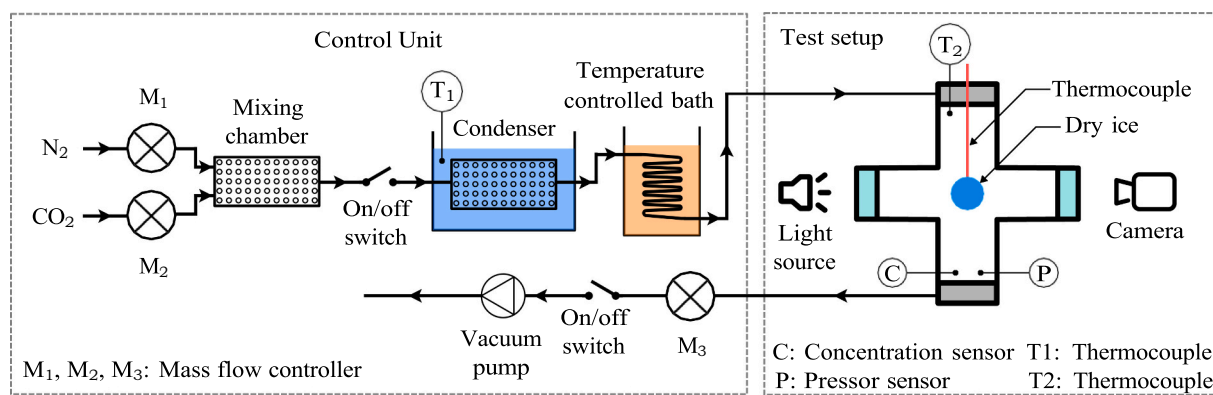 Control Unit
M₁
Mixing
chamber
N₂
CO₂
M₂
On/off
switch
T₁
Condenser
Temperature
controlled bath
Vacuum
pump
On/off
switch
M₃
M₁, M₂, M₃: Mass flow controller
Test setup
T₂
Thermocouple
Dry ice
Light
source
Camera
C
P
C: Concentration sensor T1: Thermocouple
P: Pressor sensor T2: Thermocouple